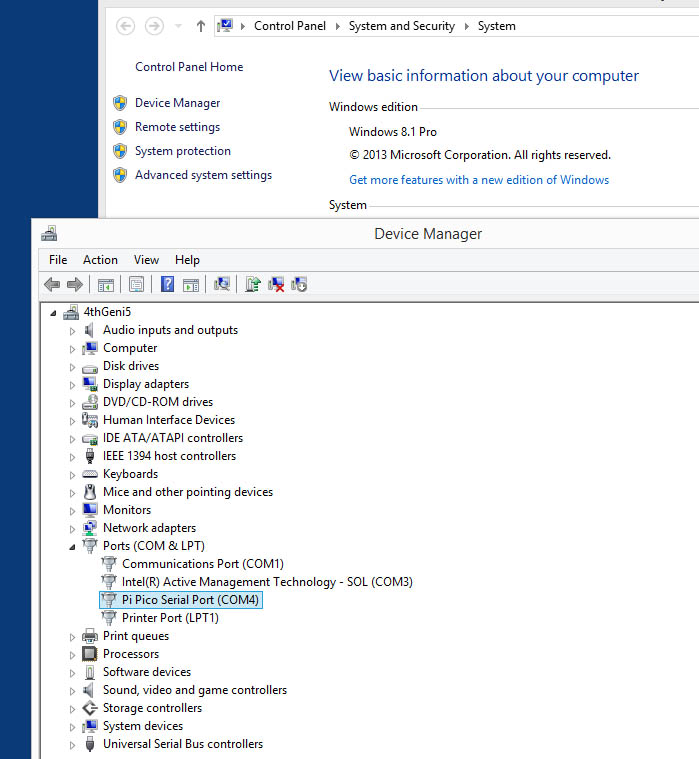 Control Panel System and Security System
Control Panel Home
Device Manager
Remote settings
System protection
Advanced system settings
View basic information about your computer
Windows edition
Windows 8.1 Pro
© 2013 Microsoft Corporation. All rights reserved.
Get more features with a new edition of Windows
System
Device Manager
File Action View Help
4thGeni5
Audio inputs and outputs
Computer
Disk drives
Display adapters
DVD/CD-ROM drives
Human Interface Devices
IDE ATA/ATAPI controllers
IEEE 1394 host controllers
Keyboards
Mice and other pointing devices
Monitors
Network adapters
Ports (COM & LPT)
Communications Port (COM1)
Intel(R) Active Management Technology - SOL (COM3)
Pi Pico Serial Port (COM4)
Printer Port (LPT1)
Print queues
Processors
Software devices
Sound, video and game controllers
Storage controllers
System devices
Universal Serial Bus controllers